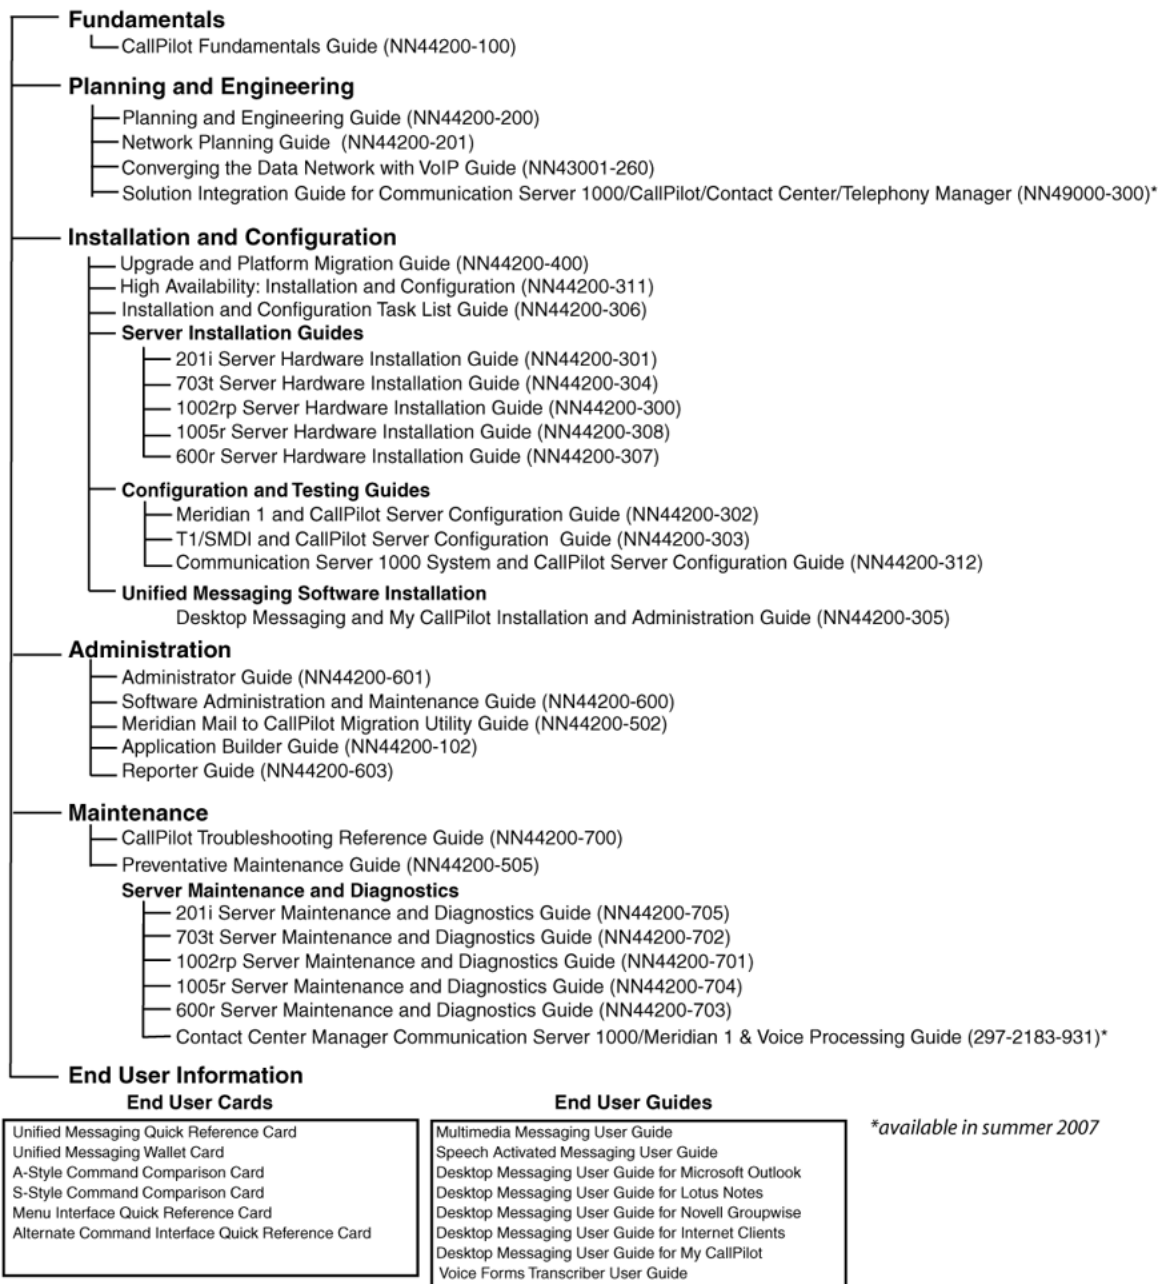 Fundamentals
CallPilot Fundamentals Guide (NN44200-100)
Planning and Engineering
Planning and Engineering Guide (NN44200-200)
Network Planning Guide (NN44200-201)
Converging the Data Network with VoIP Guide (NN43001-260)
Solution Integration Guide for Communication Server 1000/CallPilot/Contact Center/Telephony Manager (NN49000-300)*
Installation and Configuration
Upgrade and Platform Migration Guide (NN44200-400)
High Availability: Installation and Configuration (NN44200-311)
Installation and Configuration Task List Guide (NN44200-306)
Server Installation Guides
201i Server Hardware Installation Guide (NN44200-301)
703t Server Hardware Installation Guide (NN44200-304)
1002rp Server Hardware Installation Guide (NN44200-300)
1005r Server Hardware Installation Guide (NN44200-308)
600r Server Hardware Installation Guide (NN44200-307)
Configuration and Testing Guides
Meridian 1 and CallPilot Server Configuration Guide (NN44200-302)
T1/SMDI and CallPilot Server Configuration Guide (NN44200-303)
Communication Server 1000 System and CallPilot Server Configuration Guide (NN44200-312)
Unified Messaging Software Installation
Desktop Messaging and My CallPilot Installation and Administration Guide (NN44200-305)
Administration
Administrator Guide (NN44200-601)
Software Administration and Maintenance Guide (NN44200-600)
Meridian Mail to CallPilot Migration Utility Guide (NN44200-502)
Application Builder Guide (NN44200-102)
Reporter Guide (NN44200-603)
Maintenance
CallPilot Troubleshooting Reference Guide (NN44200-700)
Preventative Maintenance Guide (NN44200-505)
Server Maintenance and Diagnostics
201i Server Maintenance and Diagnostics Guide (NN44200-705)
703t Server Maintenance and Diagnostics Guide (NN44200-702)
1002rp Server Maintenance and Diagnostics Guide (NN44200-701)
1005r Server Maintenance and Diagnostics Guide (NN44200-704)
600r Server Maintenance and Diagnostics Guide (NN44200-703)
Contact Center Manager Communication Server 1000/Meridian 1 & Voice Processing Guide (297-2183-931)*
End User Information
End User Cards
Unified Messaging Quick Reference Card
Unified Messaging Wallet Card
A-Style Command Comparison Card
S-Style Command Comparison Card
Menu Interface Quick Reference Card
Alternate Command Interface Quick Reference Card
End User Guides
Multimedia Messaging User Guide
Speech Activated Messaging User Guide
Desktop Messaging User Guide for Microsoft Outlook
Desktop Messaging User Guide for Lotus Notes
Desktop Messaging User Guide for Novell Groupwise
Desktop Messaging User Guide for Internet Clients
Desktop Messaging User Guide for My CallPilot
Voice Forms Transcriber User Guide
*available in summer 2007